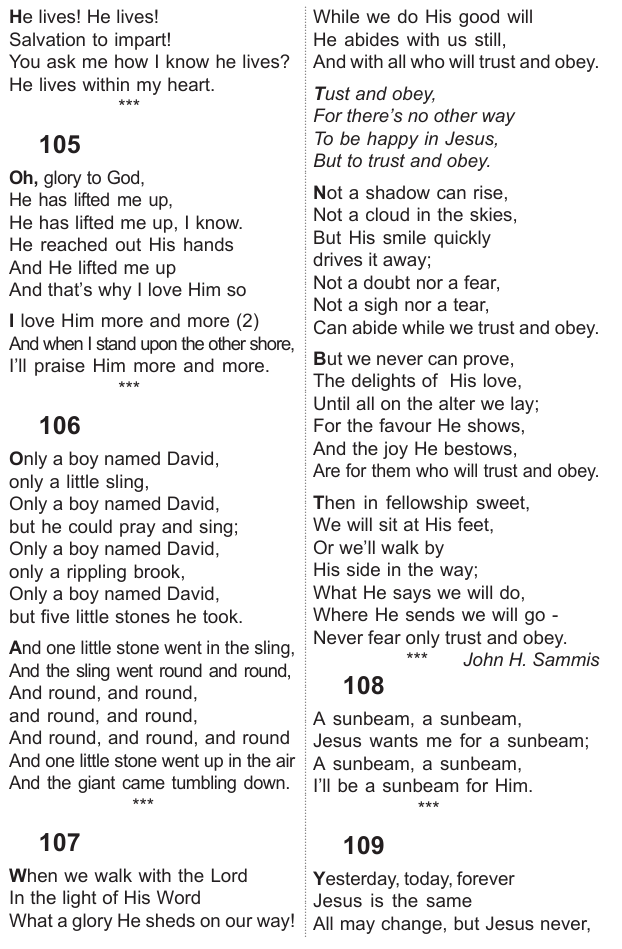 He lives! He lives!
Salvation to impart!
You ask me how I know he lives?
He lives within my heart.
***
105
Oh, glory to God,
He has lifted me up,
He has lifted me up, I know.
He reached out His hands
And He lifted me up
And that's why I love Him so
I love Him more and more (2)
And when I stand upon the other shore,
I'll praise Him more and more.
***
106
Only a boy named David,
only a little sling,
Only a boy named David,
but he could pray and sing;
Only a boy named David,
only a rippling brook,
Only a boy named David,
but five little stones he took.
And one little stone went in the sling,
And the sling went round and round,
And round, and round,
and round, and round,
And round, and round, and round
And one little stone went up in the air
And the giant came tumbling down.
***
107
When we walk with the Lord
In the light of His Word
What a glory He sheds on our way!
While we do His good will
He abides with us still,
And with all who will trust and obey.
Tust and obey,
For there's no other way
To be happy in Jesus,
But to trust and obey.
Not a shadow can rise,
Not a cloud in the skies,
But His smile quickly
drives it away;
Not a doubt nor a fear,
Not a sigh nor a tear,
Can abide while we trust and obey.
But we never can prove,
The delights of His love,
Until all on the alter we lay;
For the favour He shows,
And the joy He bestows,
Are for them who will trust and obey.
Then in fellowship sweet,
We will sit at His feet,
Or we'll walk by
His side in the way;
What He says we will do,
Where He sends we will go -
Never fear only trust and obey.
*** John H. Sammis
108
A sunbeam, a sunbeam,
Jesus wants me for a sunbeam;
A sunbeam, a sunbeam,
I'll be a sunbeam for Him.
***
109
Yesterday, today, forever
Jesus is the same
All may change, but Jesus never,